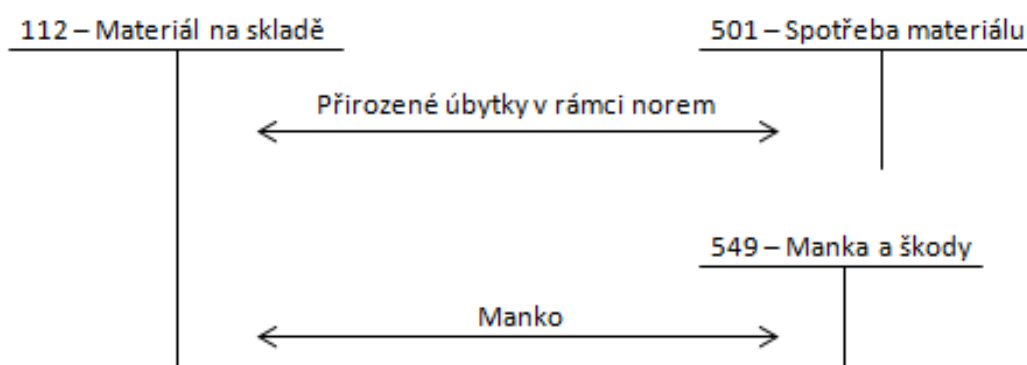 112 – Materiál na skladě
501 – Spotřeba materiálu
Přirozené úbytky v rámci norem
549 – Manka a škody
Manko